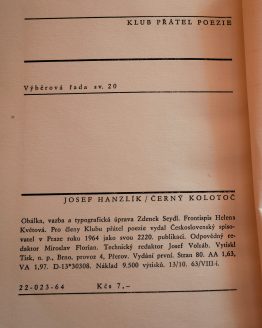 KLUB PŘÁTEL POEZIE
Výběrová řada sv. 20
JOSEF HANZLÍK/ČERNÝ KOLOTOČ
Obálka, vazba a typografická úprava Zdenek Seydl. Frontispis Helena
Květová. Pro členy Klubu přátel poezie vydal Československý spiso-
vatel v Praze roku 1964 jako svou 2220. publikaci. Odpovědný re-
daktor Miroslav Florian. Technický redaktor Josef Volráb. Vytiskl
Tisk, n. p., Brno, provoz 4, Přerov. Vydání první. Stran 80. AA 1,65,
VA 1,97. D-13*30308. Náklad 9.500 výtisků. 13/10. 63/VIII-i.
22-023-64 Kčs 7,—